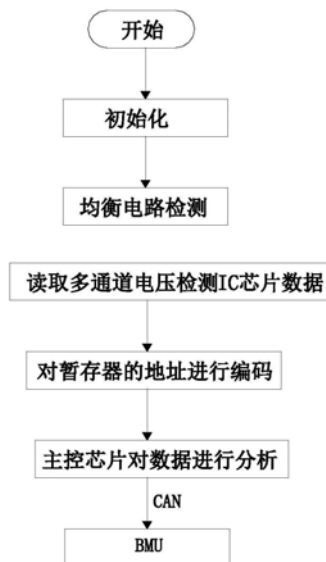 开始
初始化
均衡电路检测
读取多通道电压检测IC芯片数据
对暂存器的地址进行编码
主控芯片对数据进行分析
CAN
BMU